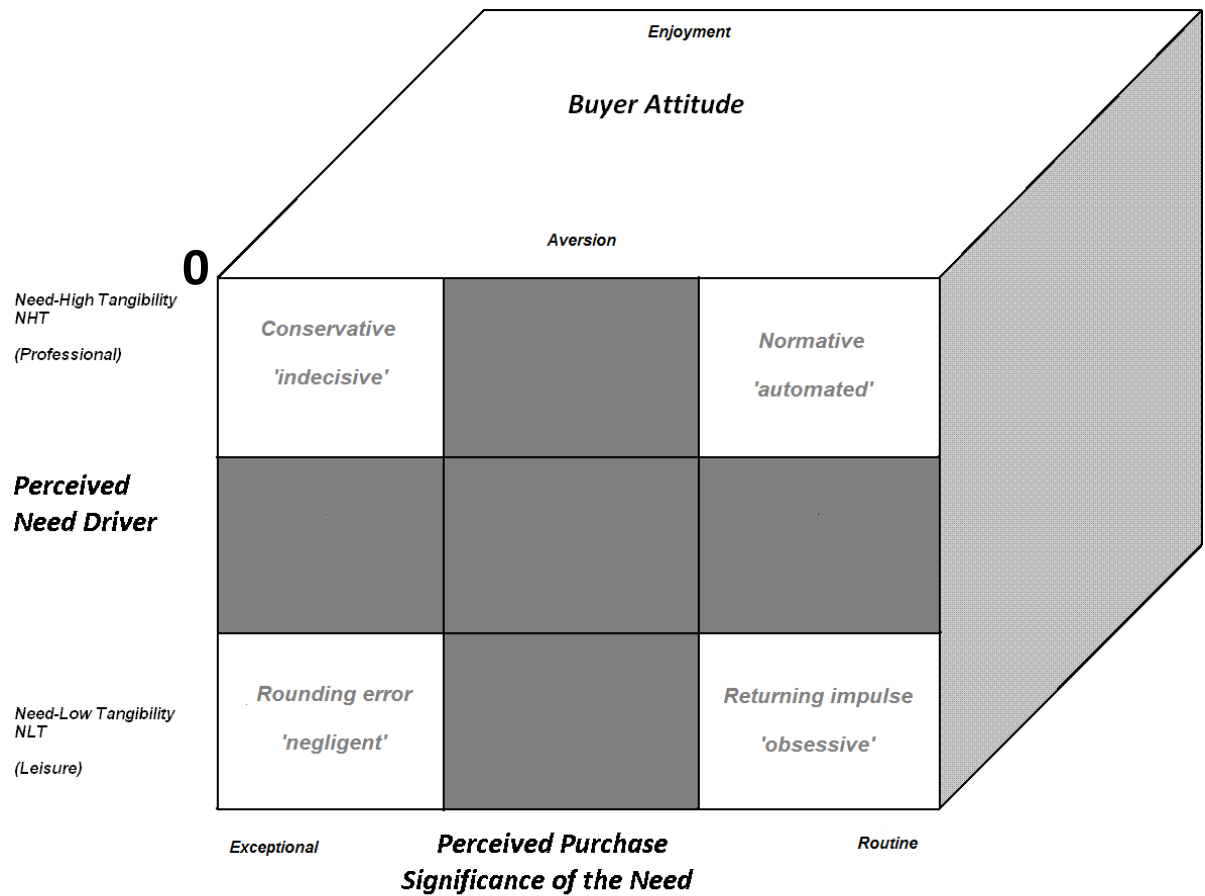 Enjoyment
Buyer Attitude
Aversion
0
Need-High Tangibility
NHT
(Professional)
Conservative
'indecisive'
Normative
'automated'
Perceived
Need Driver
Rounding error
'negligent'
Returning impulse
'obsessive'
Need-Low Tangibility
NLT
(Leisure)
Exceptional
Perceived Purchase
Significance of the Need
Routine